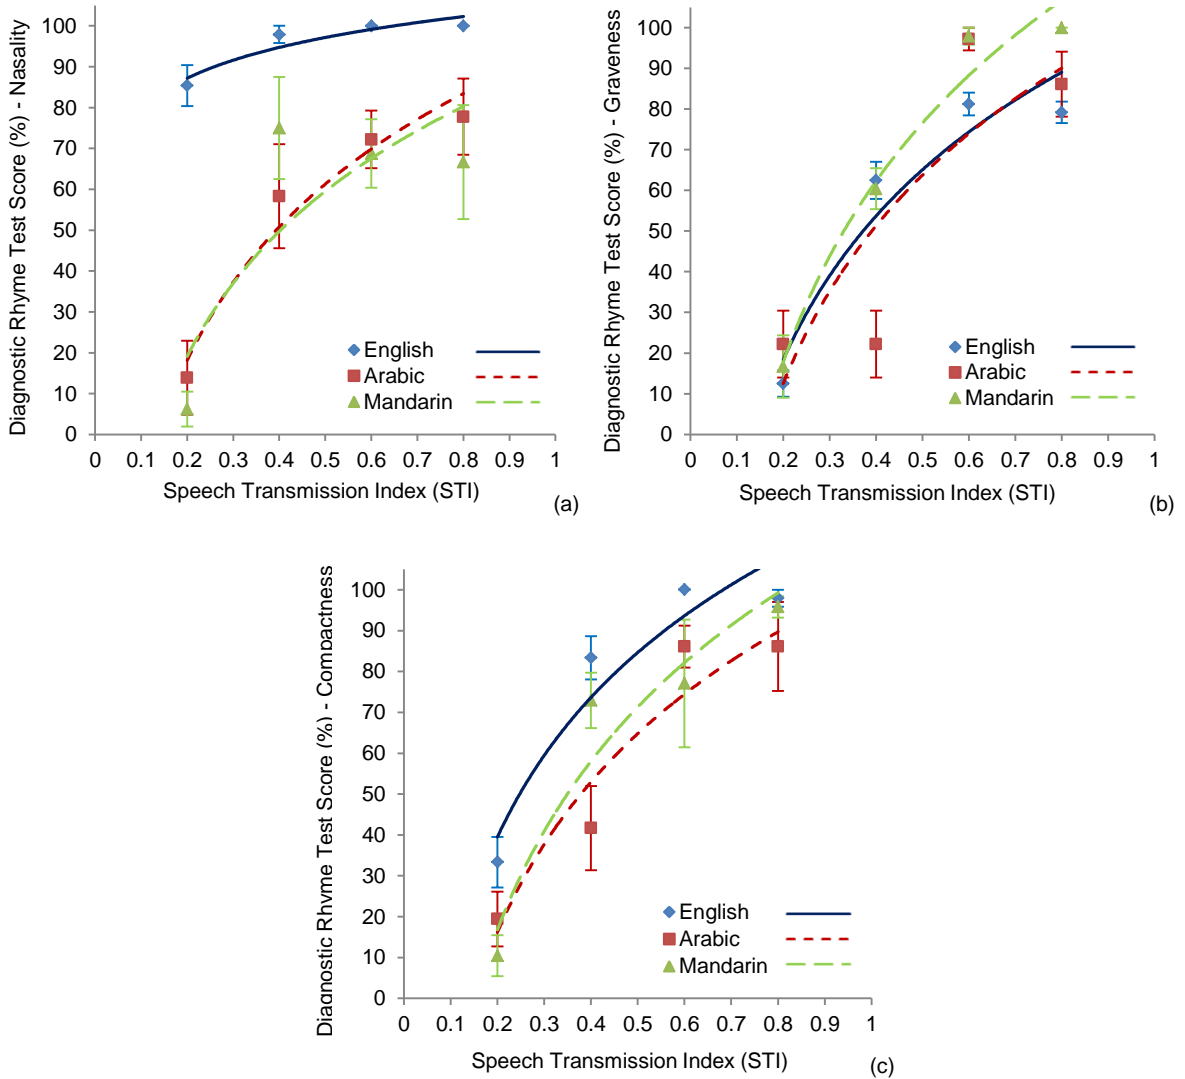 Diagnostic Rhyme Test Score (%) - Nasality
100
90
80
70
60
50
40
30
20
10
0
English
Arabic
Mandarin
0 0.1 0.2 0.3 0.4 0.5 0.6 0.7 0.8 0.9 1
Speech Transmission Index (STI)
(a)
Diagnostic Rhyme Test Score (%) - Graveness
100
90
80
70
60
50
40
30
20
10
0
English
Arabic
Mandarin
0 0.1 0.2 0.3 0.4 0.5 0.6 0.7 0.8 0.9 1
Speech Transmission Index (STI)
(b)
Diagnostic Rhyme Test Score (%) - Compactness
100
90
80
70
60
50
40
30
20
10
0
English
Arabic
Mandarin
0 0.1 0.2 0.3 0.4 0.5 0.6 0.7 0.8 0.9 1
Speech Transmission Index (STI)
(c)